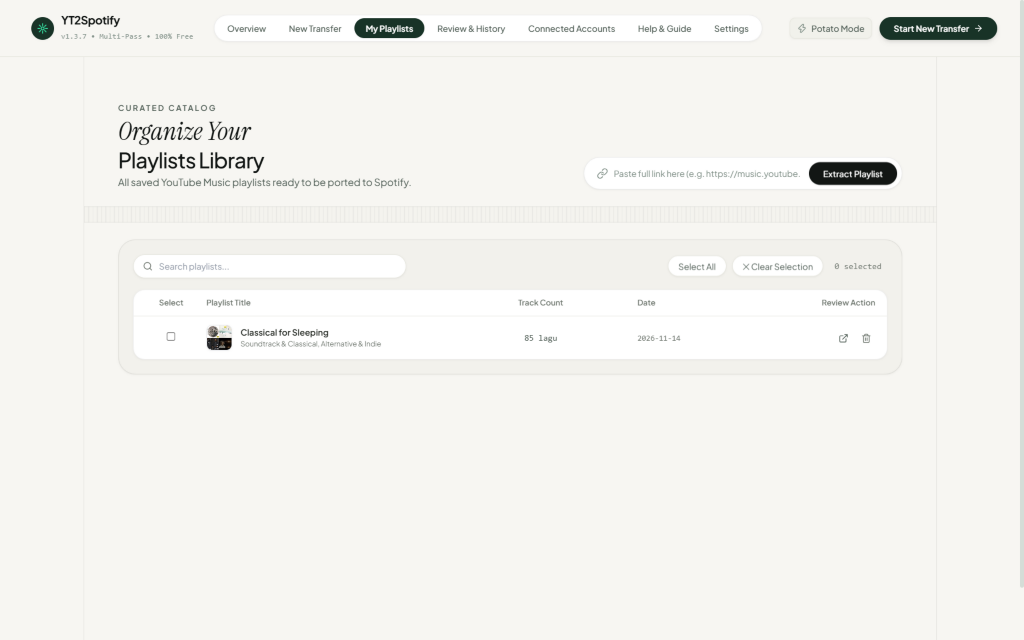 YT2Spotify
v1.3.7 • Multi-Pass • 100% Free
Overview
New Transfer
My Playlists
Review & History
Connected Accounts
Help & Guide
Settings
Potato Mode
Start New Transfer →
CURATED CATALOG
Organize Your
Playlists Library
All saved YouTube Music playlists ready to be ported to Spotify.
Paste full link here (e.g. https://music.youtube.
Extract Playlist
Search playlists...
Select All
Clear Selection
0 selected
Select
Playlist Title
Track Count
Date
Review Action
Classical for Sleeping
Soundtrack & Classical, Alternative & Indie
85 lagu
2026-11-14